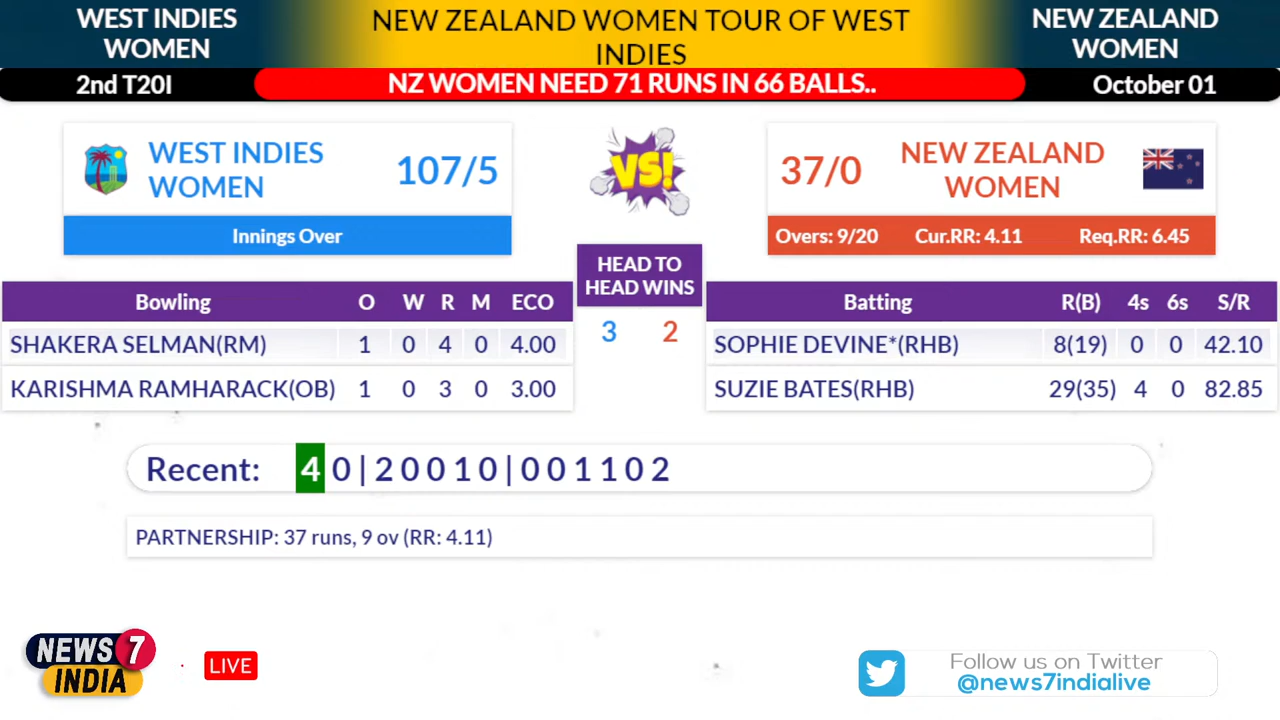 WEST INDIES
WOMEN
NEW ZEALAND WOMEN TOUR OF WEST
INDIES
NEW ZEALAND
WOMEN
2nd T20I
NZ WOMEN NEED 71 RUNS IN 66 BALLS..
October 01
WEST INDIES
WOMEN
107/5
Innings Over
VS!
37/0
NEW ZEALAND
WOMEN
Overs: 9/20 Cur.RR: 4.11 Req.RR: 6.45
HEAD TO
HEAD WINS
3 2
Bowling O W R M ECO
SHAKERA SELMAN(RM) 1 0 4 0 4.00
KARISHMA RAMHARACK(OB) 1 0 3 0 3.00
Batting R(B) 4s 6s S/R
SOPHIE DEVINE*(RHB) 8(19) 0 0 42.10
SUZIE BATES(RHB) 29(35) 4 0 82.85
Recent: 4 0 | 2 0 0 1 0 | 0 0 1 1 0 2
PARTNERSHIP: 37 runs, 9 ov (RR: 4.11)
NEWS 7
INDIA
LIVE
Follow us on Twitter
@news7indialive